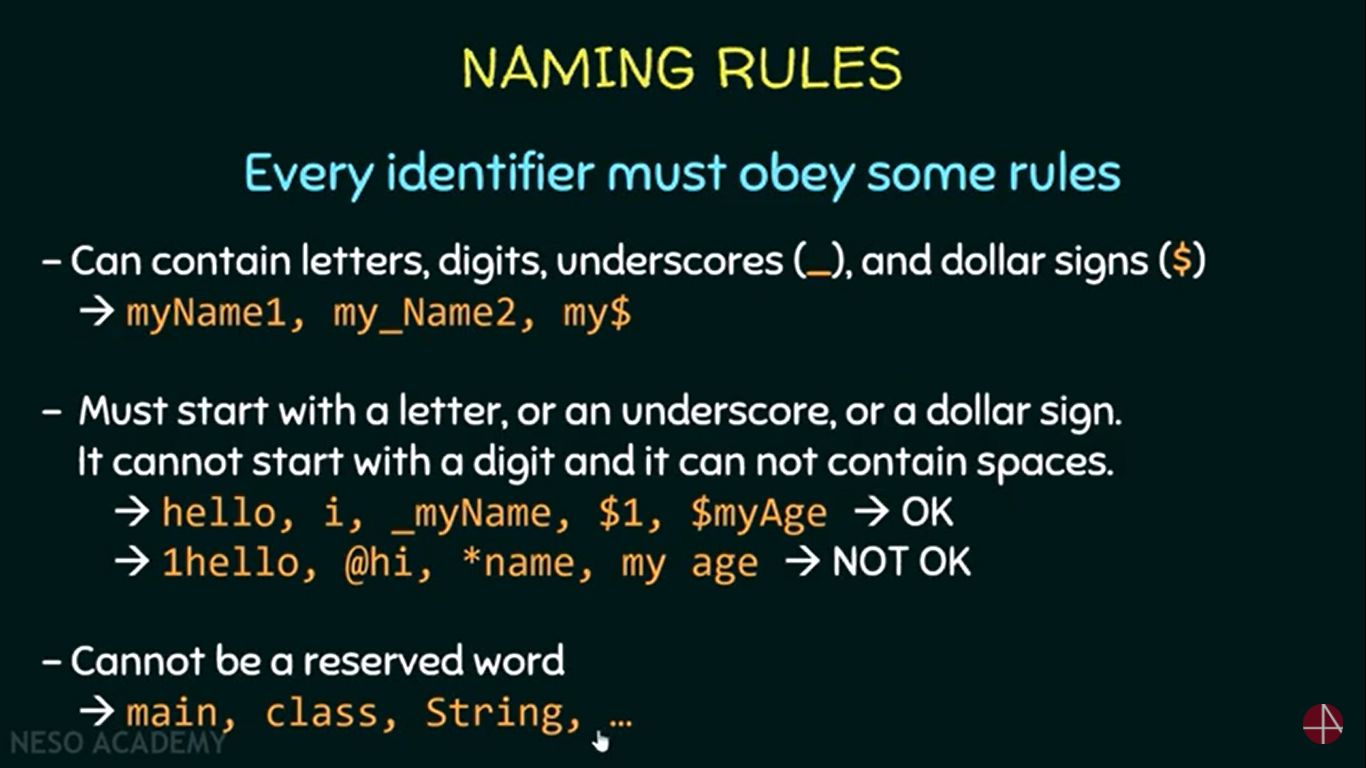 NAMING RULES
Every identifier must obey some rules
– Can contain letters, digits, underscores (_), and dollar signs ($)
→ myName1, my_Name2, my$
– Must start with a letter, or an underscore, or a dollar sign.
It cannot start with a digit and it can not contain spaces.
→ hello, i, _myName, $1, $myAge → OK
→ 1hello, @hi, *name, my age → NOT OK
– Cannot be a reserved word
→ main, class, String, …
NESO ACADEMY